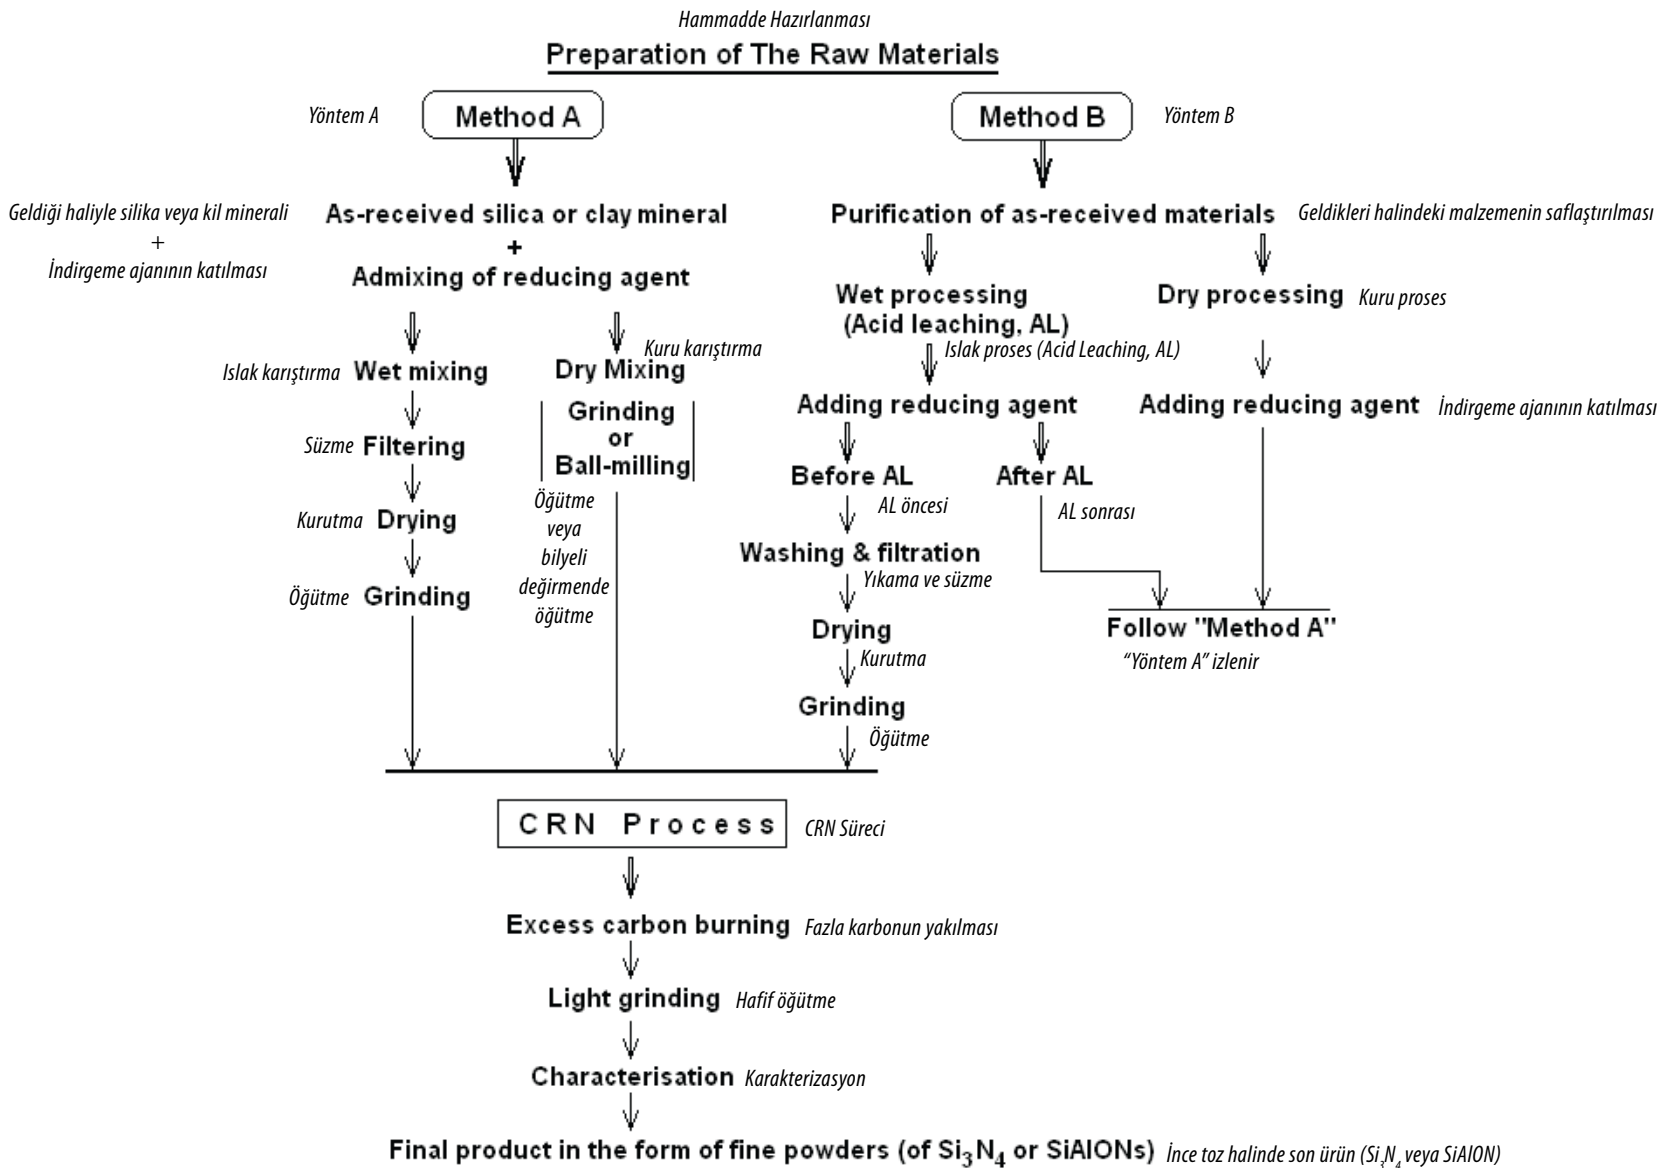 Hammadde Hazırlanması
Preparation of The Raw Materials
Yöntem A
Method A
Method B
Yöntem B
Geldiği haliyle silika veya kil minerali
+
İndirgeme ajanının katılması
As-received silica or clay mineral
+
Admixing of reducing agent
Islak karıştırma Wet mixing
Süzme Filtering
Kurutma Drying
Öğütme Grinding
Kuru karıştırma
Dry Mixing
Grinding
or
Ball-milling
Öğütme
veya
bilyeli
değirmende
öğütme
Purification of as-received materials Geldikleri halindeki malzemenin saflaştırılması
Wet processing
(Acid leaching, AL)
Islak proses (Acid Leaching, AL)
Adding reducing agent
Before AL
AL öncesi
Washing & filtration
Yıkama ve süzme
Drying
Kurutma
Grinding
Öğütme
After AL
AL sonrası
Dry processing Kuru proses
Adding reducing agent İndirgeme ajanının katılması
Follow "Method A"
“Yöntem A” izlenir
CRN Process CRN Süreci
Excess carbon burning Fazla karbonun yakılması
Light grinding Hafif öğütme
Characterisation Karakterizasyon
Final product in the form of fine powders (of Si3N4 or SiAlONs) İnce toz halinde son ürün (Si3N4 veya SiAlON)